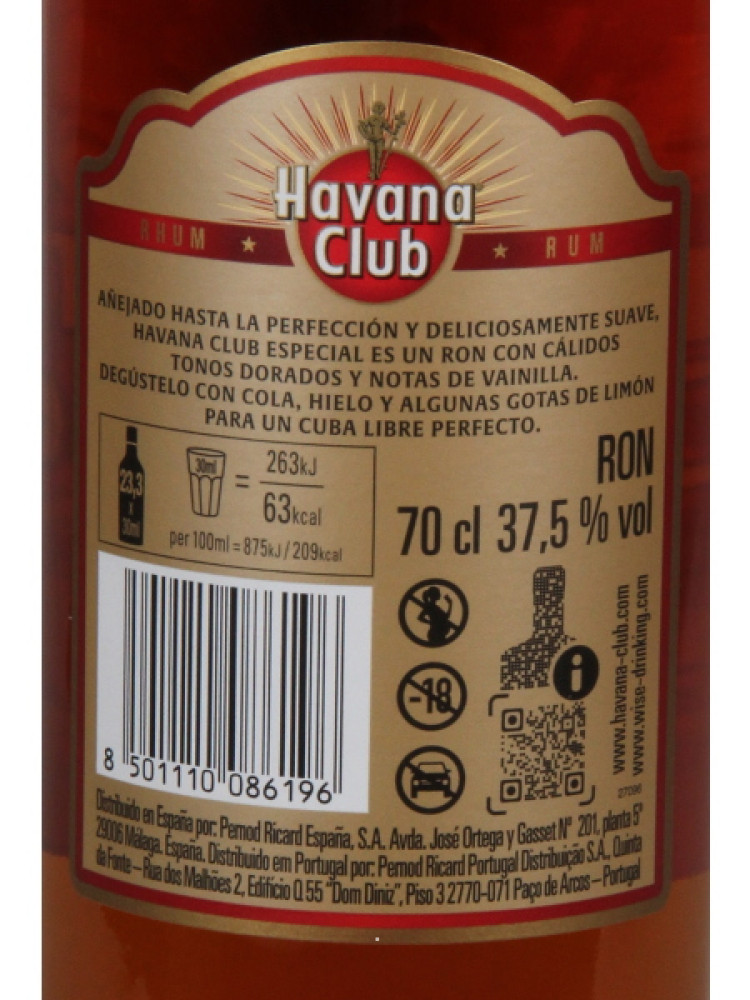 Havana
Club
RHUM ★ ★ RUM
AÑEJADO HASTA LA PERFECCIÓN Y DELICIOSAMENTE SUAVE,
HAVANA CLUB ESPECIAL ES UN RON CON CÁLIDOS
TONOS DORADOS Y NOTAS DE VAINILLA.
DEGÚSTELO CON COLA, HIELO Y ALGUNAS GOTAS DE LIMÓN
PARA UN CUBA LIBRE PERFECTO.
23,3
x
30ml
30ml
=
263kJ
63kcal
per 100ml = 875kJ / 209kcal
RON
70 cl 37,5 % vol
-18
i
www.havana-club.com
www.wise-drinking.com
27096
8 501110 086196
Distribuido en España por: Pernod Ricard España, S.A. Avda. José Ortega y Gasset Nº 201, planta 5ª
29006 Málaga. España. Distribuido em Portugal por: Pernod Ricard Portugal Distribuição S.A., Quinta
da Fonte – Rua dos Malhões 2, Edifício Q.55 "Dom Diniz", Piso 3 2770-071 Paço de Arcos – Portugal